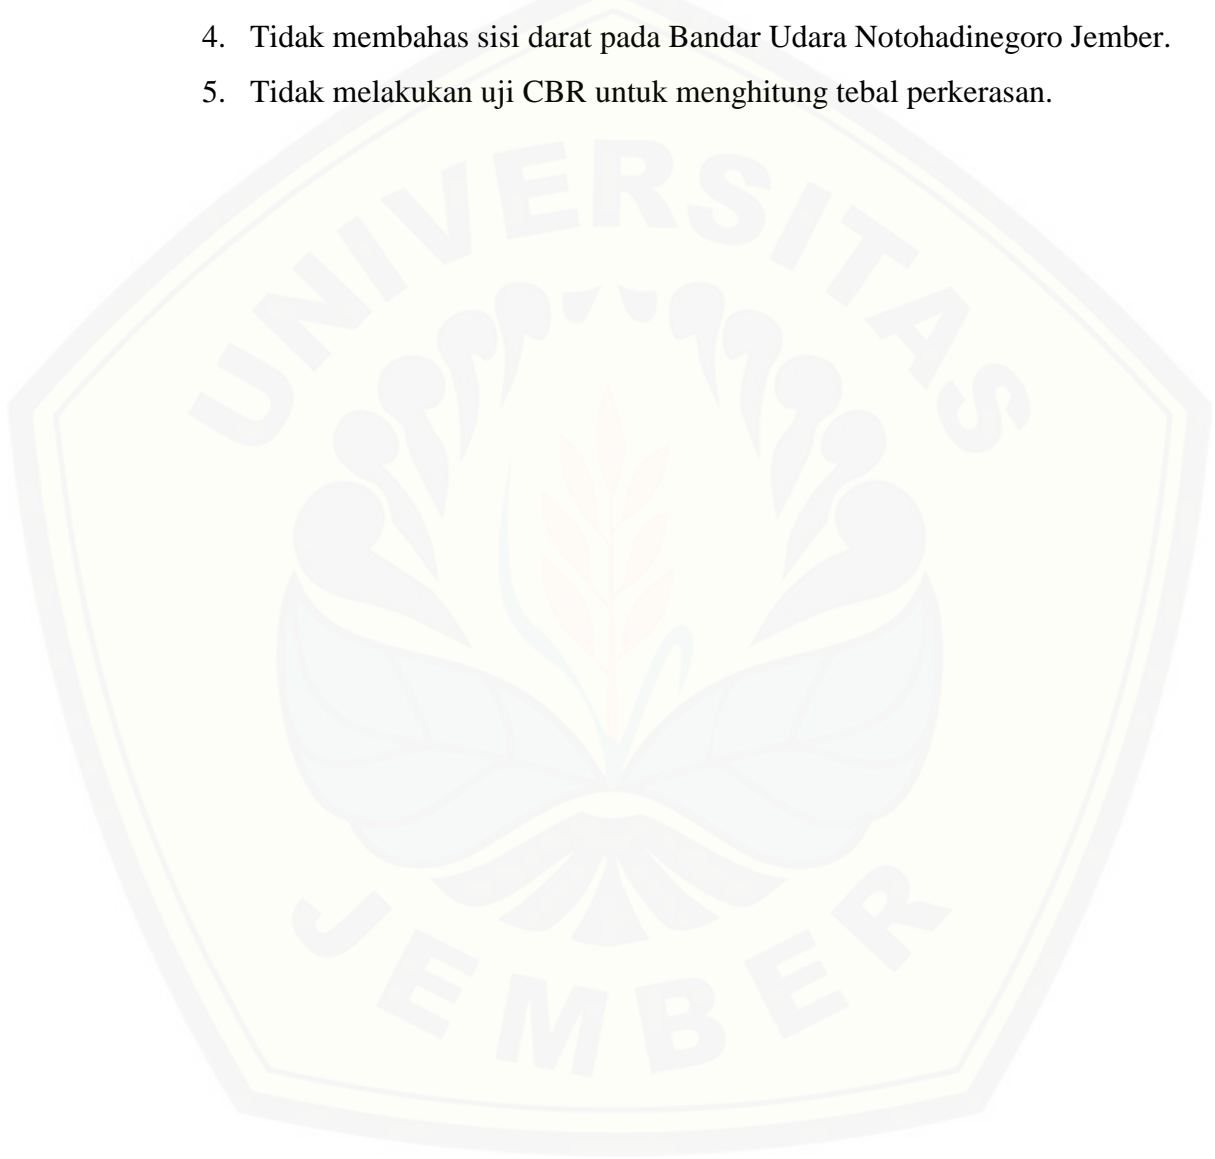 4. Tidak membahas sisi darat pada Bandar Udara Notohadinegoro Jember.
5. Tidak melakukan uji CBR untuk menghitung tebal perkerasan.
UNIVERSITAS
JEMBER